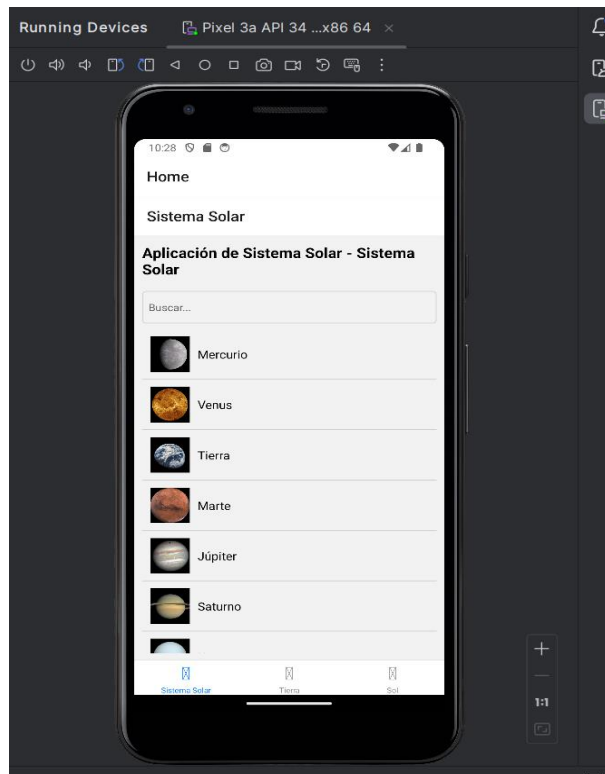 Running Devices
Pixel 3a API 34 ...x86 64
10:28
Home
Sistema Solar
Aplicación de Sistema Solar - Sistema
Solar
Buscar...
Mercurio
Venus
Tierra
Marte
Júpiter
Saturno
Sistema Solar
Tierra
Sol
1:1